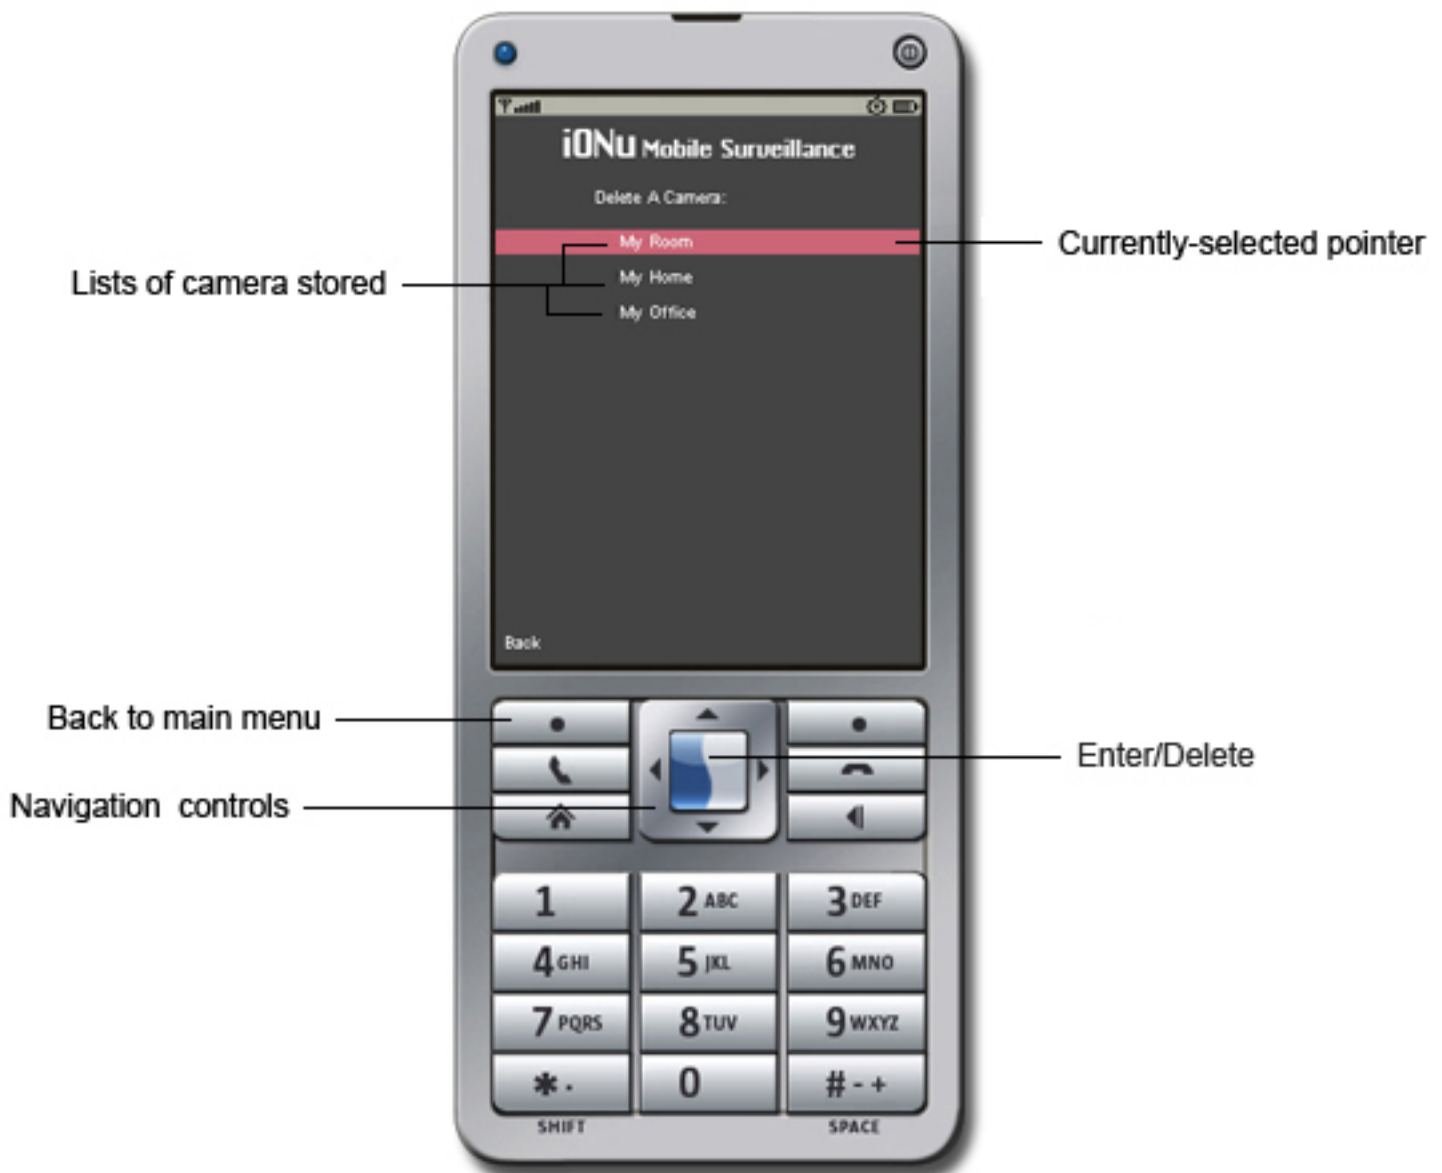 iONu Mobile Surveillance
Delete A Camera:
My Room
Currently-selected pointer
Lists of camera stored
My Home
My Office
Back
Back to main menu
Enter/Delete
Navigation controls
1
2 ABC
3 DEF
4 GHI
5 JKL
6 MNO
7 PQRS
8 TUV
9 WXYZ
* .
0
# - +
SHIFT
SPACE